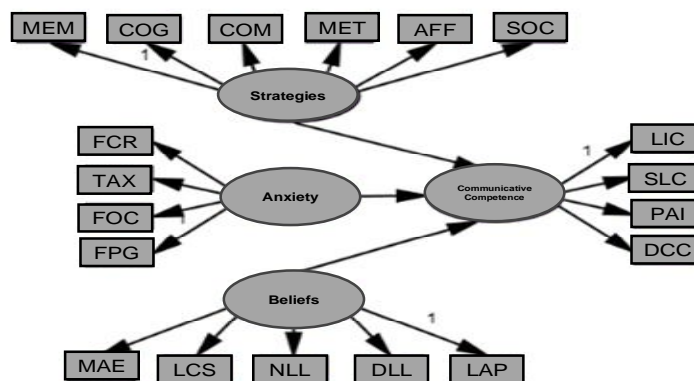 MEM
COG
COM
MET
AFF
SOC
1
Strategies
FCR
TAX
FOC
1
FPG
Anxiety
Communicative
Competence
1
LIC
SLC
PAI
DCC
Beliefs
1
MAE
LCS
NLL
DLL
LAP